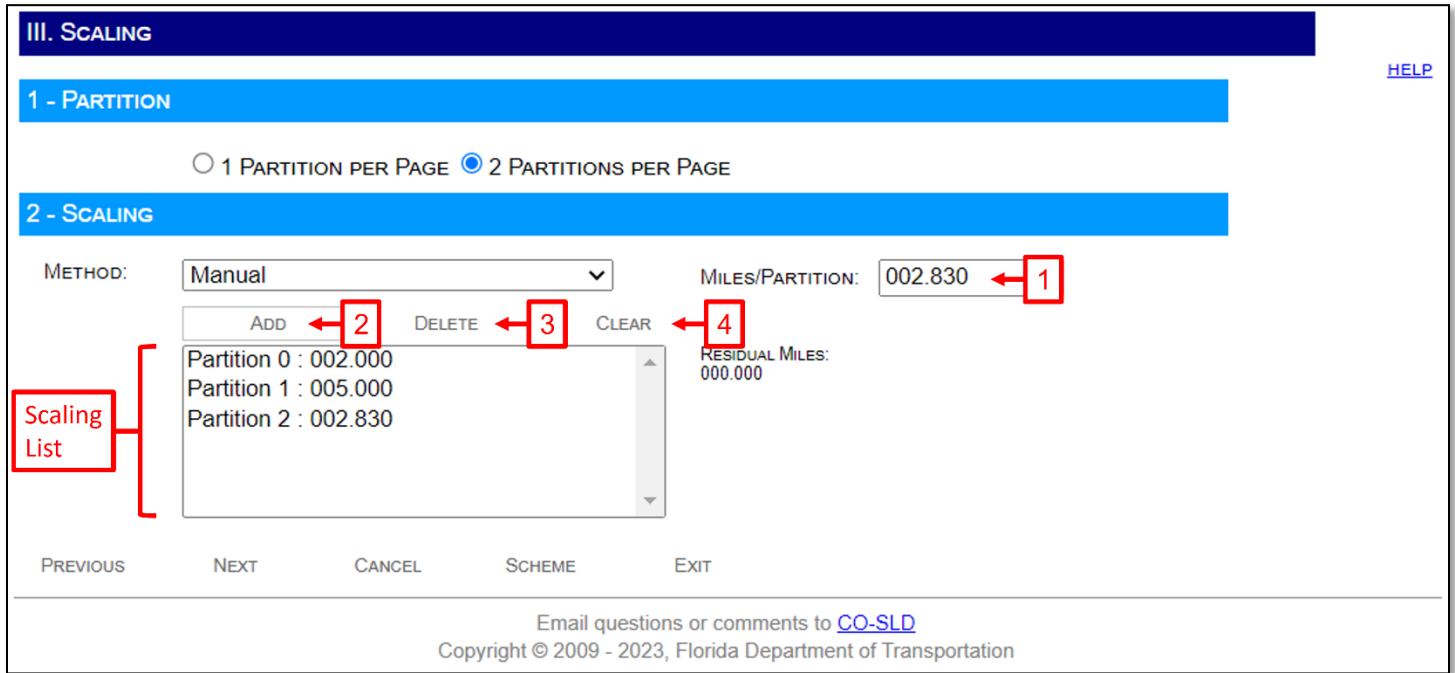 III. SCALING
HELP
1 - PARTITION
1 PARTITION PER PAGE 2 PARTITIONS PER PAGE
2 - SCALING
METHOD: Manual MILES/PARTITION: 002.830 1
ADD 2 DELETE 3 CLEAR 4
Partition 0 : 002.000
RESIDUAL MILES:
000.000
Partition 1 : 005.000
Partition 2 : 002.830
Scaling
List
PREVIOUS NEXT CANCEL SCHEME EXIT
Email questions or comments to CO-SLD
Copyright © 2009 - 2023, Florida Department of Transportation